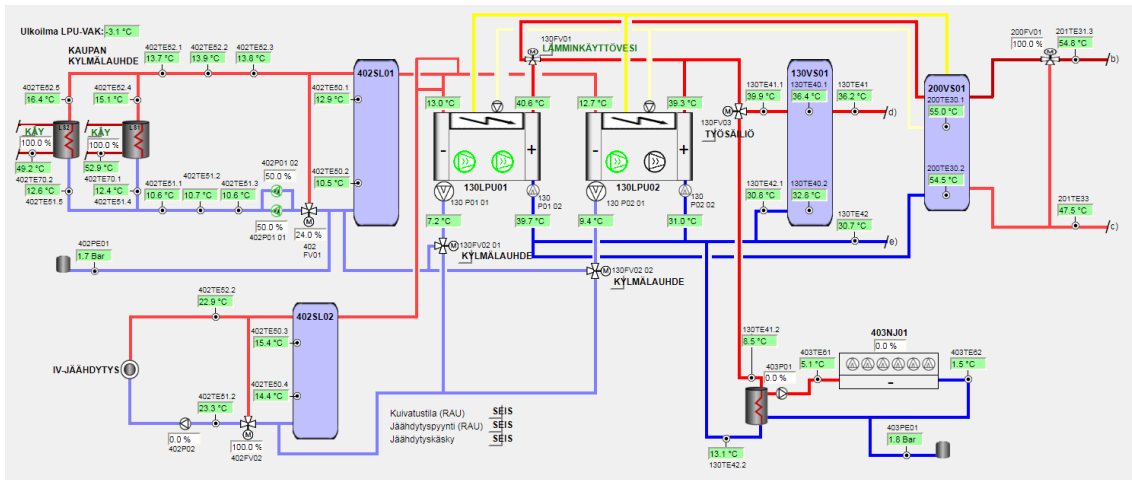 Ulkoilma LPU-VAK: -3.1 °C
KAUPAN
KYLMÄLAUHDE
402TE52.1
13.7 °C
402TE52.2
13.9 °C
402TE52.3
13.8 °C
402TE52.5
16.4 °C
402TE52.4
15.1 °C
KÄY
100.0 %
LS2
KÄY
100.0 %
LS1
49.2 °C
52.9 °C
402TE70.2
12.6 °C
402TE51.5
402TE70.1
12.4 °C
402TE51.4
402TE51.1
10.6 °C
402TE51.2
10.7 °C
402TE51.3
10.6 °C
402P01 02
50.0 %
50.0 %
402P01 01
24.0 %
402
FV01
402PE01
1.7 Bar
402SL01
402TE50.1
12.9 °C
402TE50.2
10.5 °C
13.0 °C
40.6 °C
130LPU01
130 P01 01
130
P01 02
7.2 °C
39.7 °C
130FV02 01
KYLMÄLAUHDE
12.7 °C
39.3 °C
130LPU02
130 P02 01
130
P02 02
9.4 °C
31.0 °C
130FV02 02
KYLMÄLAUHDE
130FV01
LÄMMINKÄYTTÖVESI
130FV03
TYÖSÄILIÖ
130TE41.1
39.9 °C
130VS01
130TE40.1
36.4 °C
130TE41
36.2 °C
d)
130TE42.1
30.8 °C
130TE40.2
32.8 °C
130TE42
30.7 °C
e)
200VS01
200TE30.1
55.0 °C
200TE30.2
54.5 °C
200FV01
100.0 %
201TE31.3
54.8 °C
b)
201TE33
47.5 °C
c)
402TE52.2
22.9 °C
402SL02
402TE50.3
15.4 °C
402TE50.4
14.4 °C
IV-JÄÄHDYTYS
402TE51.2
23.3 °C
0.0 %
402P02
100.0 %
402FV02
Kuivatustila (RAU) SEIS
Jäähdytyspyynti (RAU) SEIS
Jäähdytyskäsky SEIS
130TE41.2
8.5 °C
403P01
0.0 %
403TE61
5.1 °C
403NJ01
0.0 %
403TE62
1.5 °C
13.1 °C
130TE42.2
403PE01
1.8 Bar